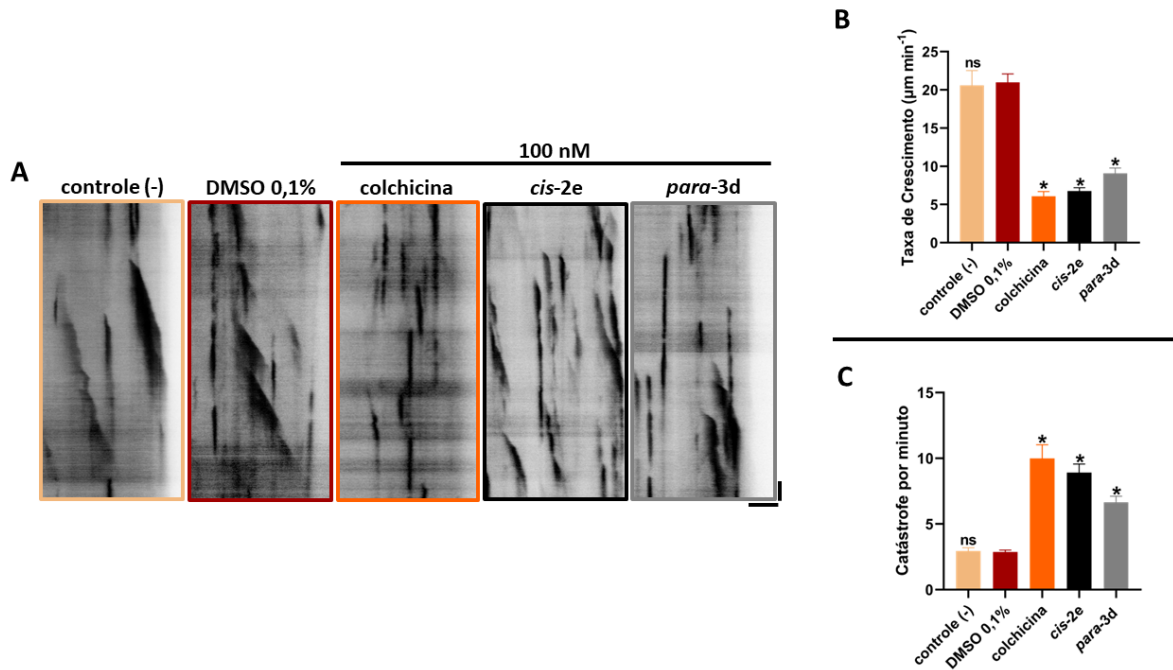 A
100 nM
controle (-)
DMSO 0,1%
colchicina
cis-2e
para-3d
B
Taxa de Crescimento (µm min⁻¹)
25
20
15
10
5
0
ns
*
*
*
controle (-)
DMSO 0,1%
colchicina
cis-2e
para-3d
C
Catástrofe por minuto
15
10
5
0
ns
*
*
*
controle (-)
DMSO 0,1%
colchicina
cis-2e
para-3d